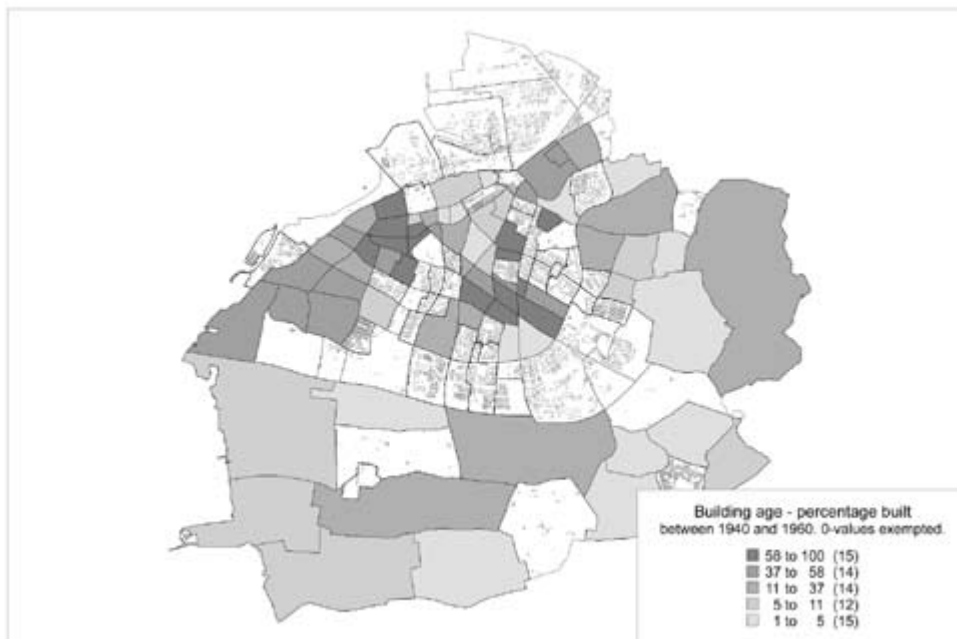 Building age - percentage built
between 1940 and 1960. 0-values exempted.
58 to 100 (15)
37 to 58 (14)
11 to 37 (14)
5 to 11 (12)
1 to 5 (15)